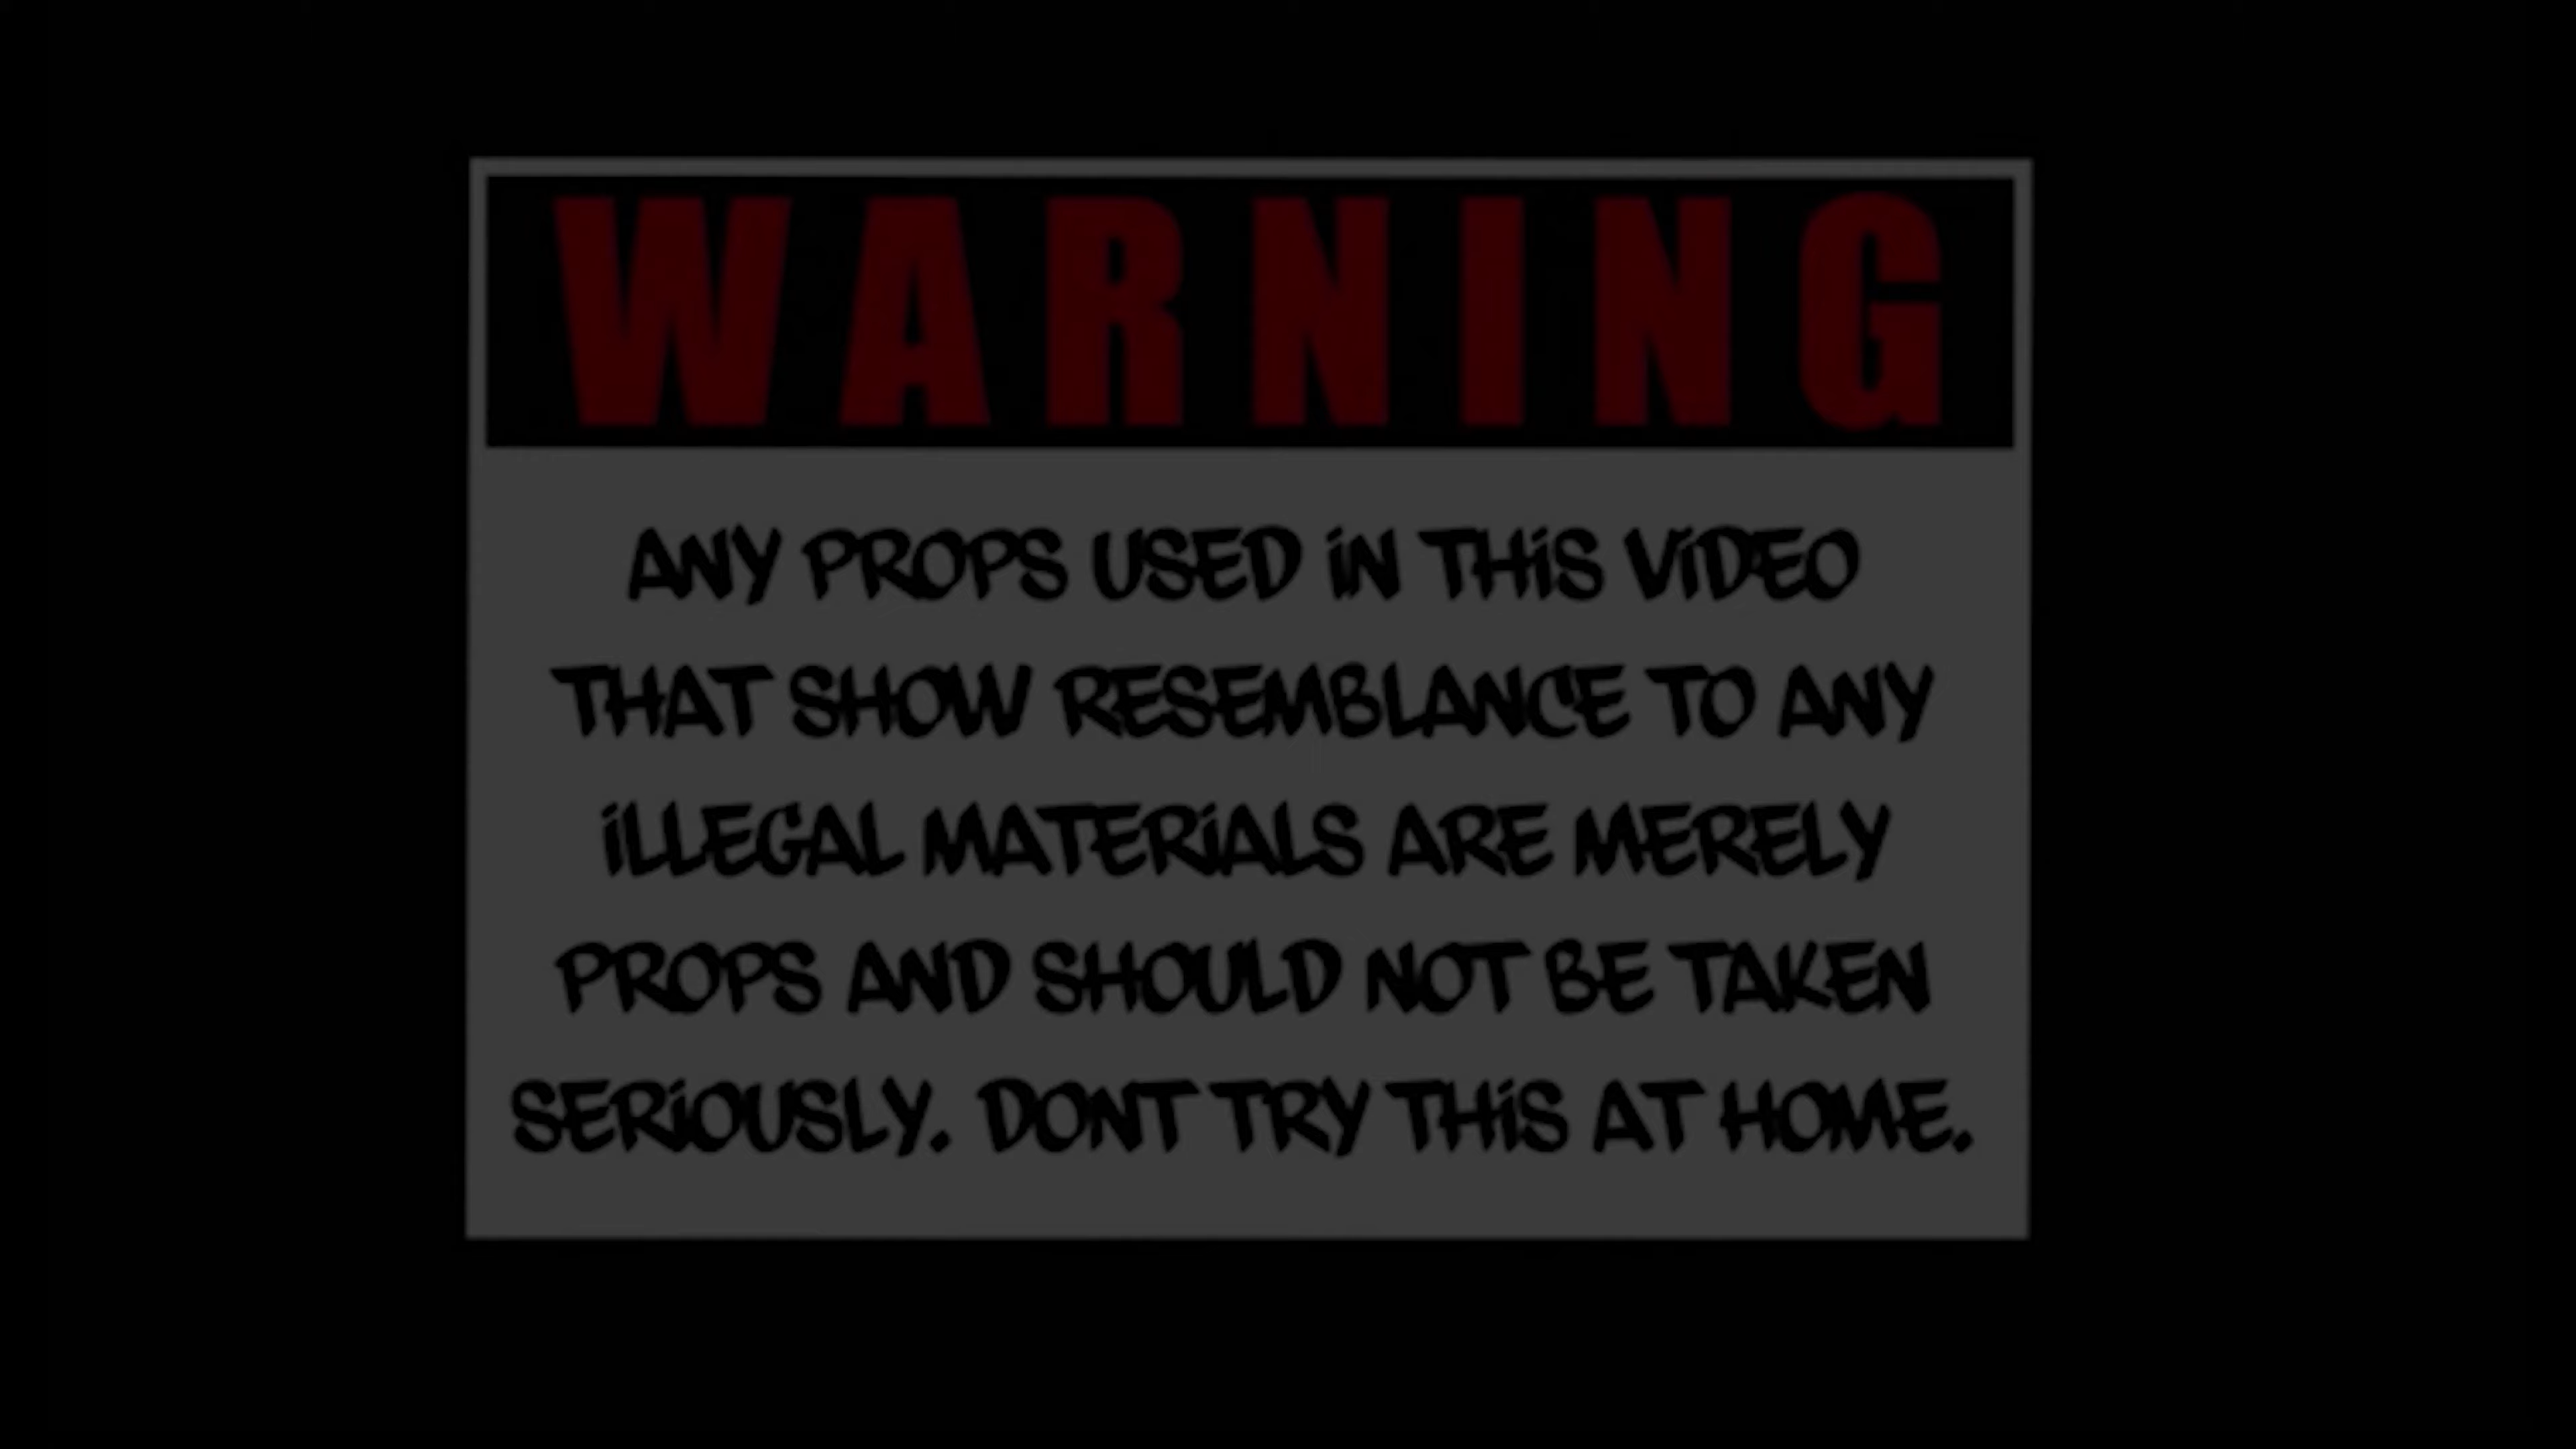 WARNING
ANY PROPS USED iN THiS ViDEO
THAT SHOW RESEMBLANCE TO ANY
iLLEGAL MATERiALS ARE MERELY
PROPS AND SHOULD NOT BE TAKEN
SERiOUSLY. DONT TRY THiS AT HOME.